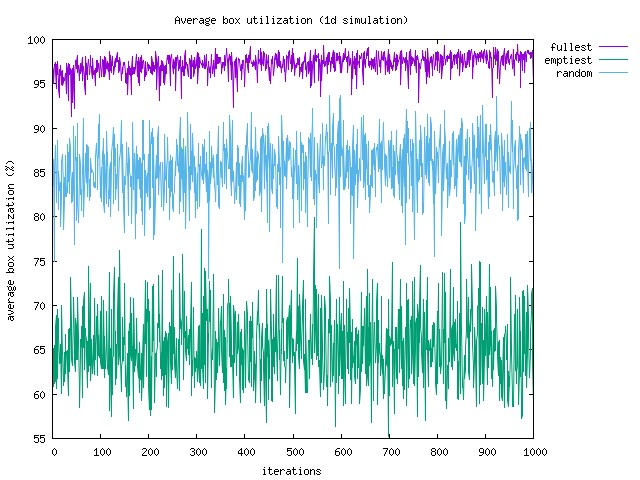 Average box utilization (1d simulation)
fullest
emptiest
random
average box utilization (%)
100
95
90
85
80
75
70
65
60
55
0 100 200 300 400 500 600 700 800 900 1000
iterations